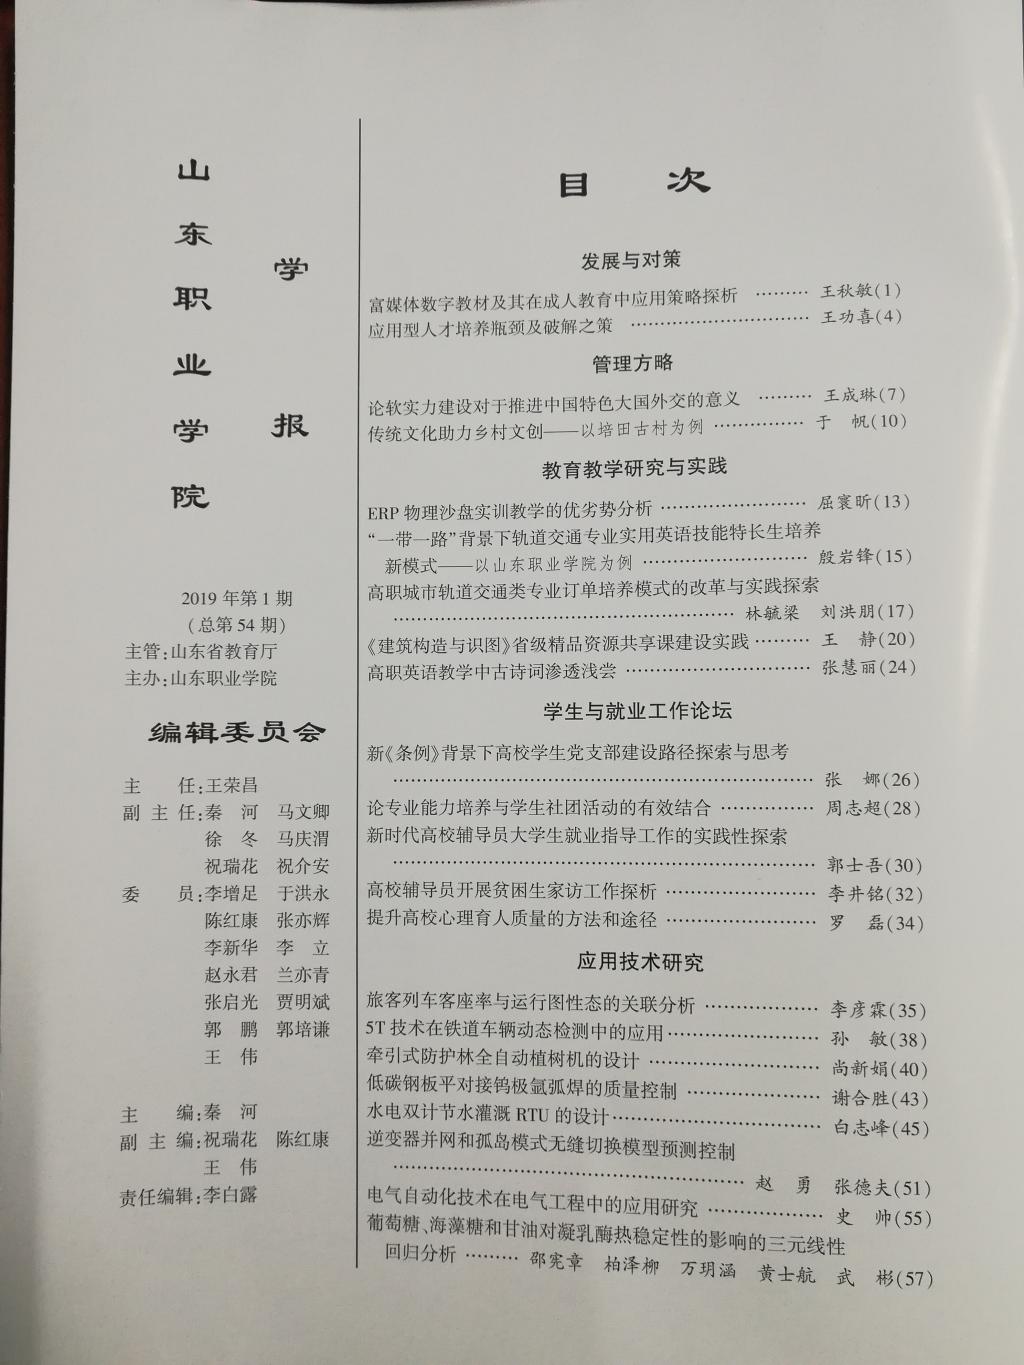 山东职业学院
学报
2019 年第 1 期
(总第 54 期)
主管:山东省教育厅
主办:山东职业学院
编辑委员会
主　　任:王荣昌
副 主 任:秦　河　马文卿
徐　冬　马庆渭
祝瑞花　祝介安
委　　员:李增足　于洪永
陈红康　张亦辉
李新华　李　立
赵永君　兰亦青
张启光　贾明斌
郭　鹏　郭培谦
王　伟
主　　编:秦　河
副 主 编:祝瑞花　陈红康
王　伟
责任编辑:李白露
目　次
发展与对策
富媒体数字教材及其在成人教育中应用策略探析 ……… 王秋敏(1)
应用型人才培养瓶颈及破解之策 ………………………… 王功喜(4)
管理方略
论软实力建设对于推进中国特色大国外交的意义 ……… 王成琳(7)
传统文化助力乡村文创——以培田古村为例 …………… 于　帆(10)
教育教学研究与实践
ERP 物理沙盘实训教学的优劣势分析 …………………… 屈寰昕(13)
“一带一路”背景下轨道交通专业实用英语技能特长生培养
新模式——以山东职业学院为例 ……………………… 殷岩锋(15)
高职城市轨道交通类专业订单培养模式的改革与实践探索
………………………………………………… 林毓梁　刘洪朋(17)
《建筑构造与识图》省级精品资源共享课建设实践 ……… 王　静(20)
高职英语教学中古诗词渗透浅尝 ………………………… 张慧丽(24)
学生与就业工作论坛
新《条例》背景下高校学生党支部建设路径探索与思考
…………………………………………………………… 张　娜(26)
论专业能力培养与学生社团活动的有效结合 …………… 周志超(28)
新时代高校辅导员大学生就业指导工作的实践性探索
…………………………………………………………… 郭士吾(30)
高校辅导员开展贫困生家访工作探析 …………………… 李井铭(32)
提升高校心理育人质量的方法和途径 …………………… 罗　磊(34)
应用技术研究
旅客列车客座率与运行图性态的关联分析 ……………… 李彦霖(35)
5T 技术在铁道车辆动态检测中的应用…………………… 孙　敏(38)
牵引式防护林全自动植树机的设计 ……………………… 尚新娟(40)
低碳钢板平对接钨极氩弧焊的质量控制 ………………… 谢合胜(43)
水电双计节水灌溉 RTU 的设计…………………………… 白志峰(45)
逆变器并网和孤岛模式无缝切换模型预测控制
………………………………………………… 赵　勇　张德夫(51)
电气自动化技术在电气工程中的应用研究 ……………… 史　帅(55)
葡萄糖、海藻糖和甘油对凝乳酶热稳定性的影响的三元线性
回归分析 ……… 邵宪章　柏泽柳　万玥涵　黄士航　武　彬(57)